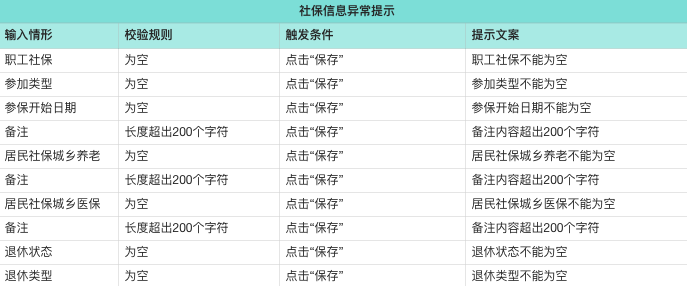 社保信息异常提示
输入情形 校验规则 触发条件 提示文案
职工社保 为空 点击“保存” 职工社保不能为空
参加类型 为空 点击“保存” 参加类型不能为空
参保开始日期 为空 点击“保存” 参保开始日期不能为空
备注 长度超出200个字符 点击“保存” 备注内容超出200个字符
居民社保城乡养老 为空 点击“保存” 居民社保城乡养老不能为空
备注 长度超出200个字符 点击“保存” 备注内容超出200个字符
居民社保城乡医保 为空 点击“保存” 居民社保城乡医保不能为空
备注 长度超出200个字符 点击“保存” 备注内容超出200个字符
退休状态 为空 点击“保存” 退休状态不能为空
退休类型 为空 点击“保存” 退休类型不能为空